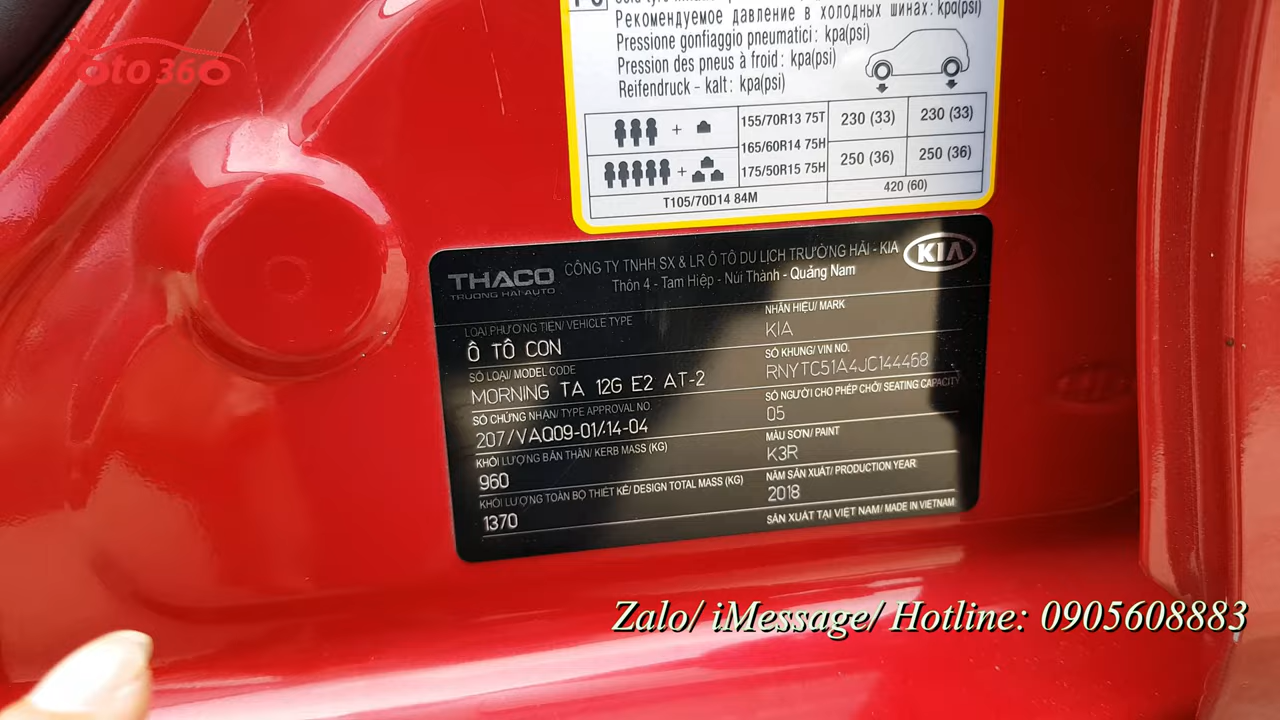 Рекомендуемое давление в холодных шинах: kpa(psi)
Pressione gonfiaggio pneumatici: kpa(psi)
Pression des pneus à froid: kpa(psi)
Reifendruck - kalt: kpa(psi)
oto360
+ 155/70R13 75T 230 (33) 230 (33)
165/60R14 75H
+ 175/50R15 75H 250 (36) 250 (36)
T105/70D14 84M 420 (60)
THACO
TRUONG HAI AUTO
CÔNG TY TNHH SX & LR Ô TÔ DU LỊCH TRƯỜNG HẢI - KIA
Thôn 4 - Tam Hiệp - Núi Thành - Quảng Nam
KIA
LOẠI PHƯƠNG TIỆN/ VEHICLE TYPE
Ô TÔ CON
NHÃN HIỆU/ MARK
KIA
SỐ LOẠI/ MODEL CODE
MORNING TA 12G E2 AT-2
SỐ KHUNG/ VIN NO.
RNYTC51A4JC144468
SỐ CHỨNG NHẬN/ TYPE APPROVAL NO.
207/VAQ09-01/14-04
SỐ NGƯỜI CHO PHÉP CHỞ/ SEATING CAPACITY
05
KHỐI LƯỢNG BẢN THÂN/ KERB MASS (KG)
960
MÀU SƠN/ PAINT
K3R
KHỐI LƯỢNG TOÀN BỘ THIẾT KẾ/ DESIGN TOTAL MASS (KG)
1370
NĂM SẢN XUẤT/ PRODUCTION YEAR
2018
SẢN XUẤT TẠI VIỆT NAM/ MADE IN VIETNAM
Zalo/ iMessage/ Hotline: 0905608883